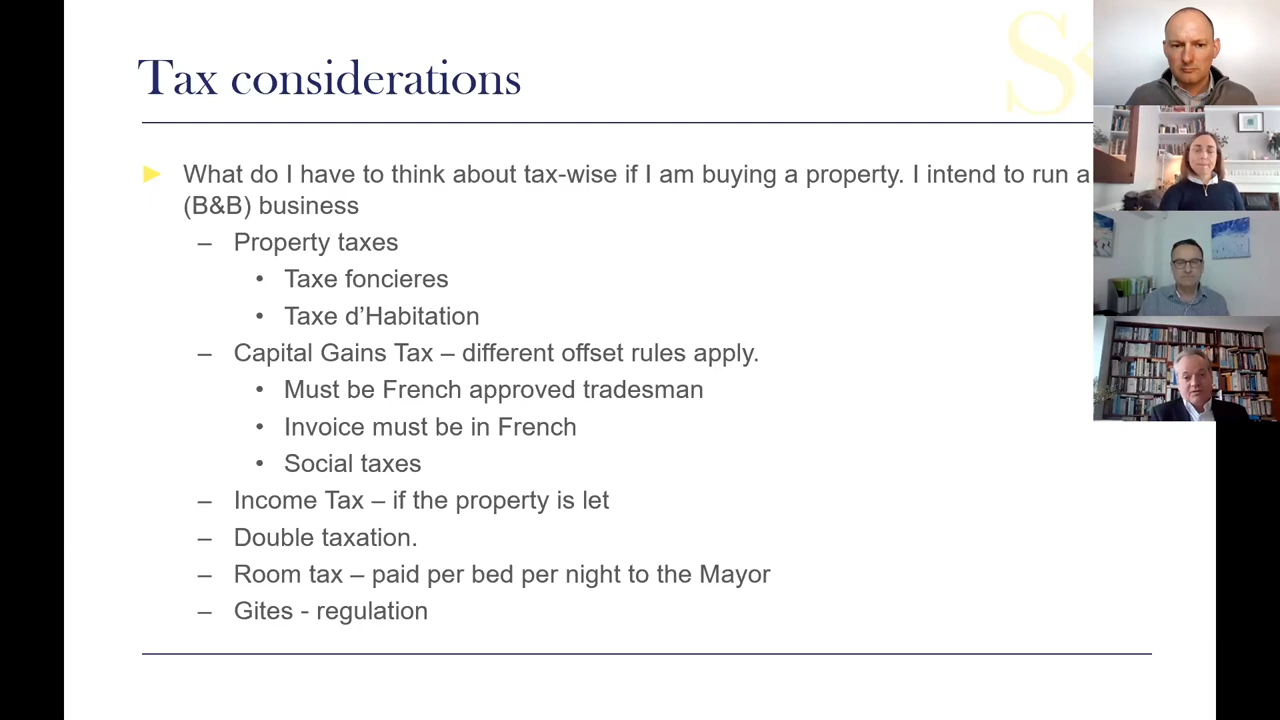 Tax considerations
► What do I have to think about tax-wise if I am buying a property. I intend to run a
(B&B) business
– Property taxes
• Taxe foncieres
• Taxe d’Habitation
– Capital Gains Tax – different offset rules apply.
• Must be French approved tradesman
• Invoice must be in French
• Social taxes
– Income Tax – if the property is let
– Double taxation.
– Room tax – paid per bed per night to the Mayor
– Gites - regulation